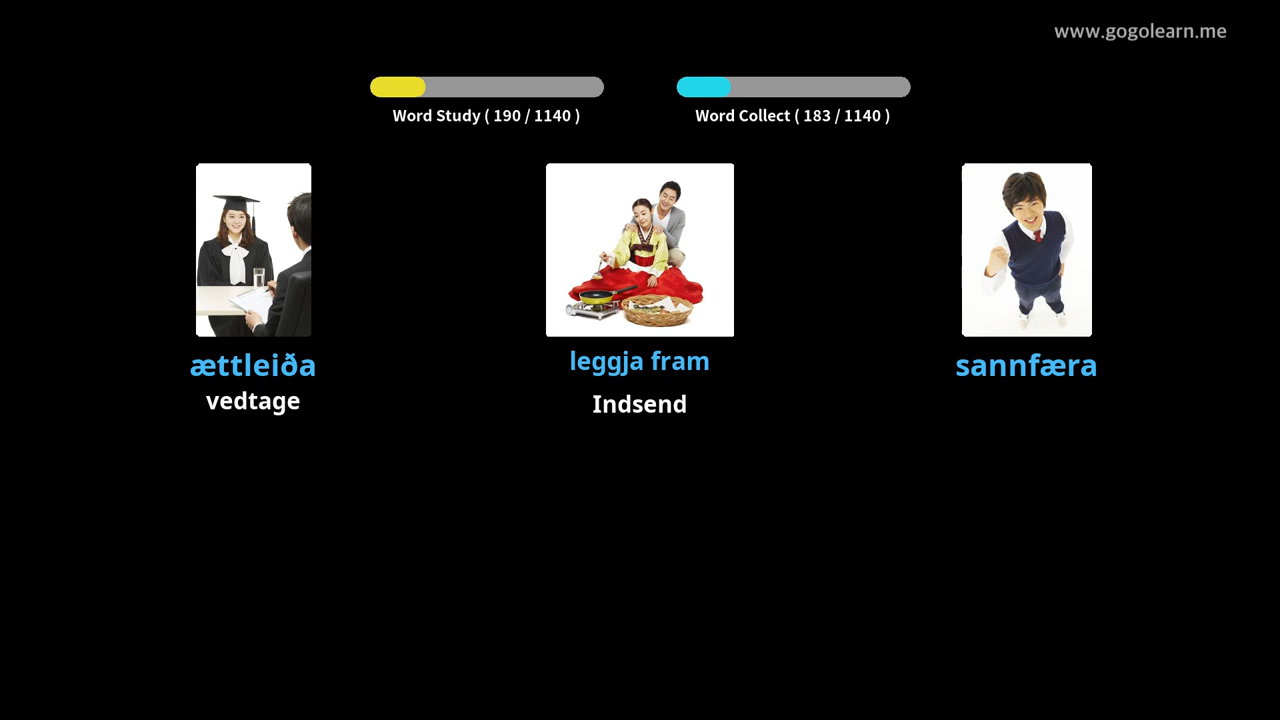 www.gogolearn.me
Word Study ( 190 / 1140 )
Word Collect ( 183 / 1140 )
ættleiða
vedtage
leggja fram
Indsend
sannfæra